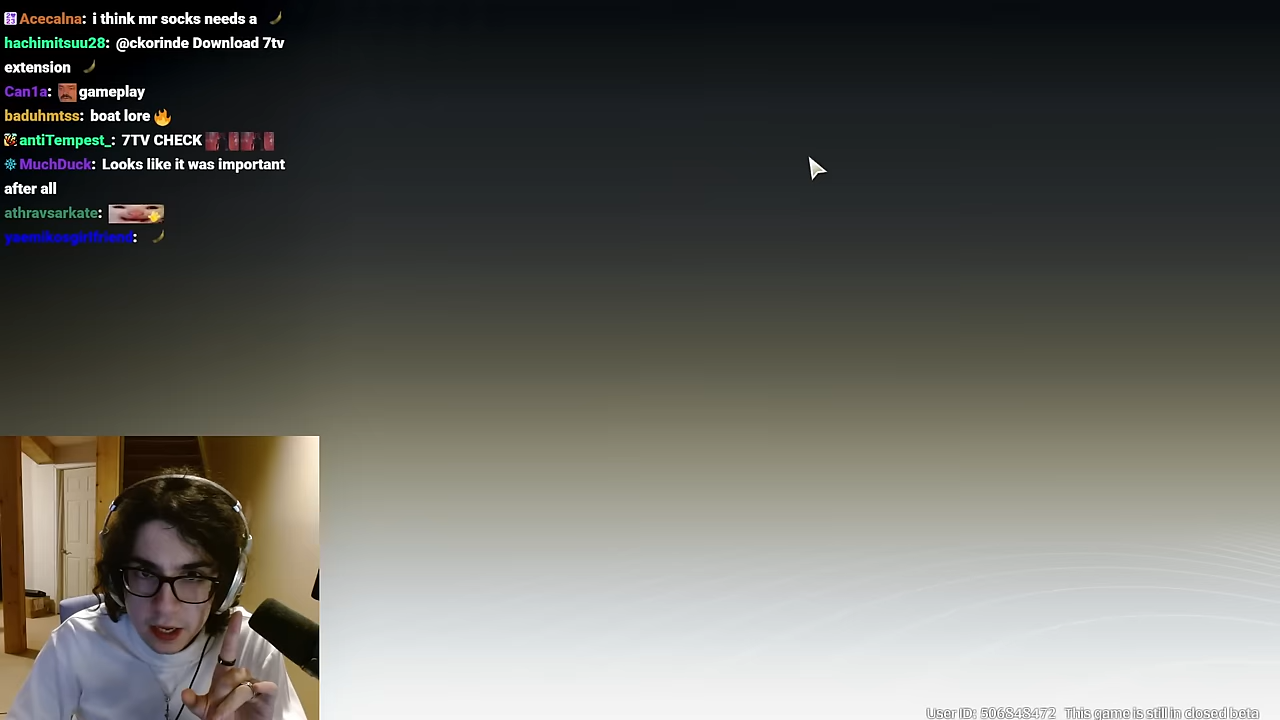 Acecalna: i think mr socks needs a
hachimitsuu28: @ckorinde Download 7tv
extension
Can1a: gameplay
baduhmtss: boat lore 🔥
antiTempest_: 7TV CHECK
MuchDuck: Looks like it was important
after all
athravsarkate:
yaemikosgirlfriend:
User ID: 506848472 This game is still in closed beta